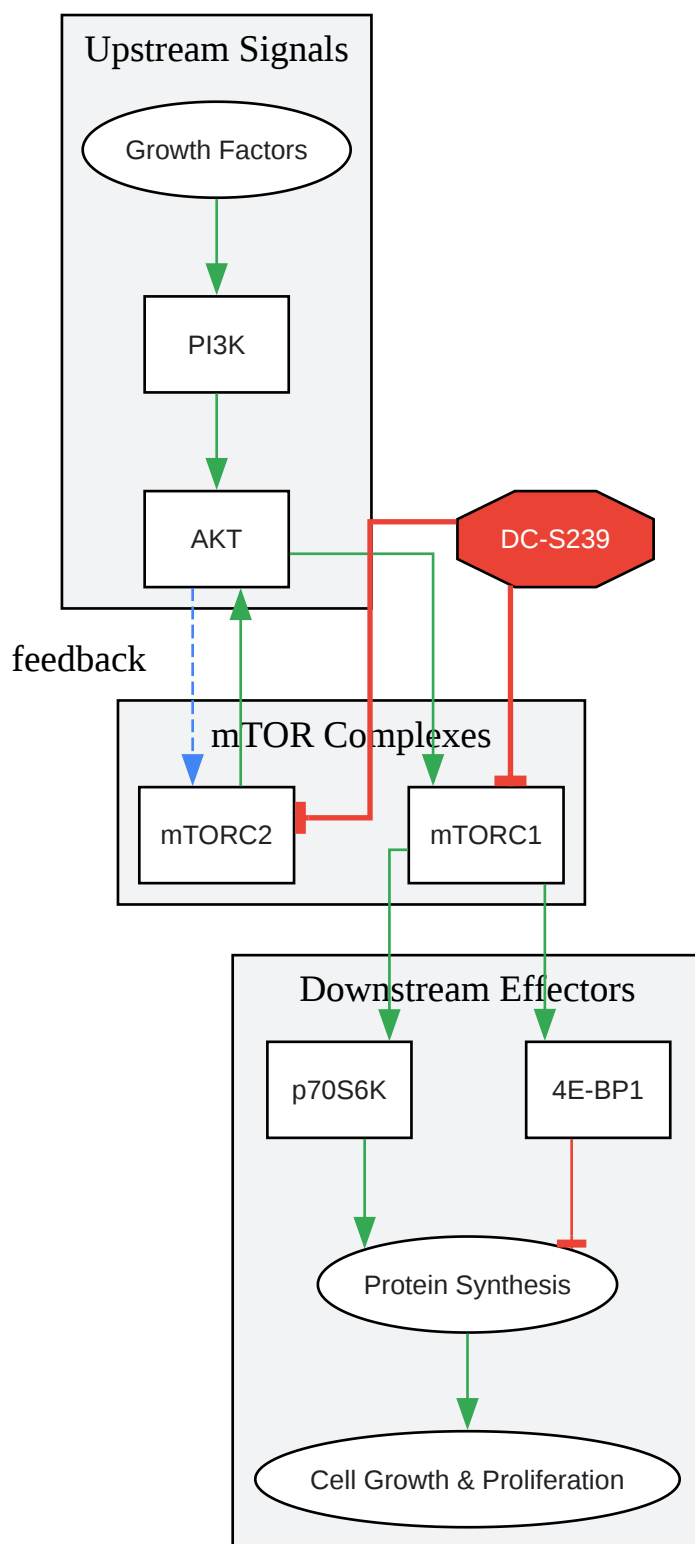 Upstream Signals
Growth Factors
PI3K
AKT
DC-S239
feedback
mTOR Complexes
mTORC2
mTORC1
Downstream Effectors
p70S6K
4E-BP1
Protein Synthesis
Cell Growth & Proliferation